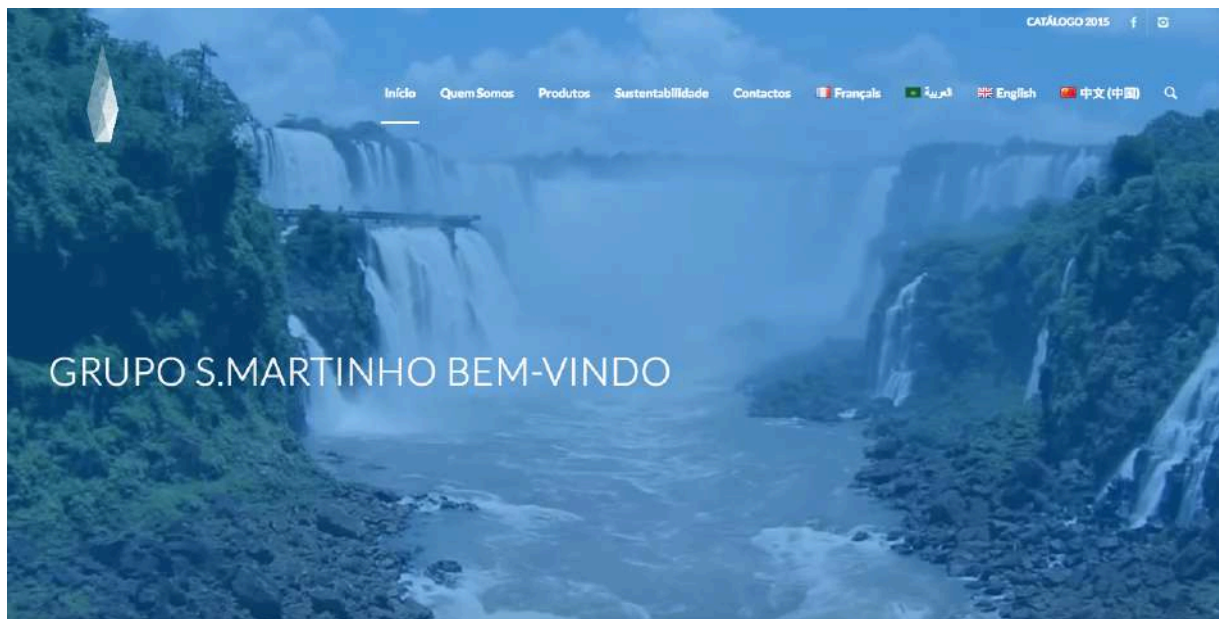 CATÁLOGO 2015
Início Quem Somos Produtos Sustentabilidade Contactos Français العربية English 中文 (中国)
GRUPO S.MARTINHO BEM-VINDO